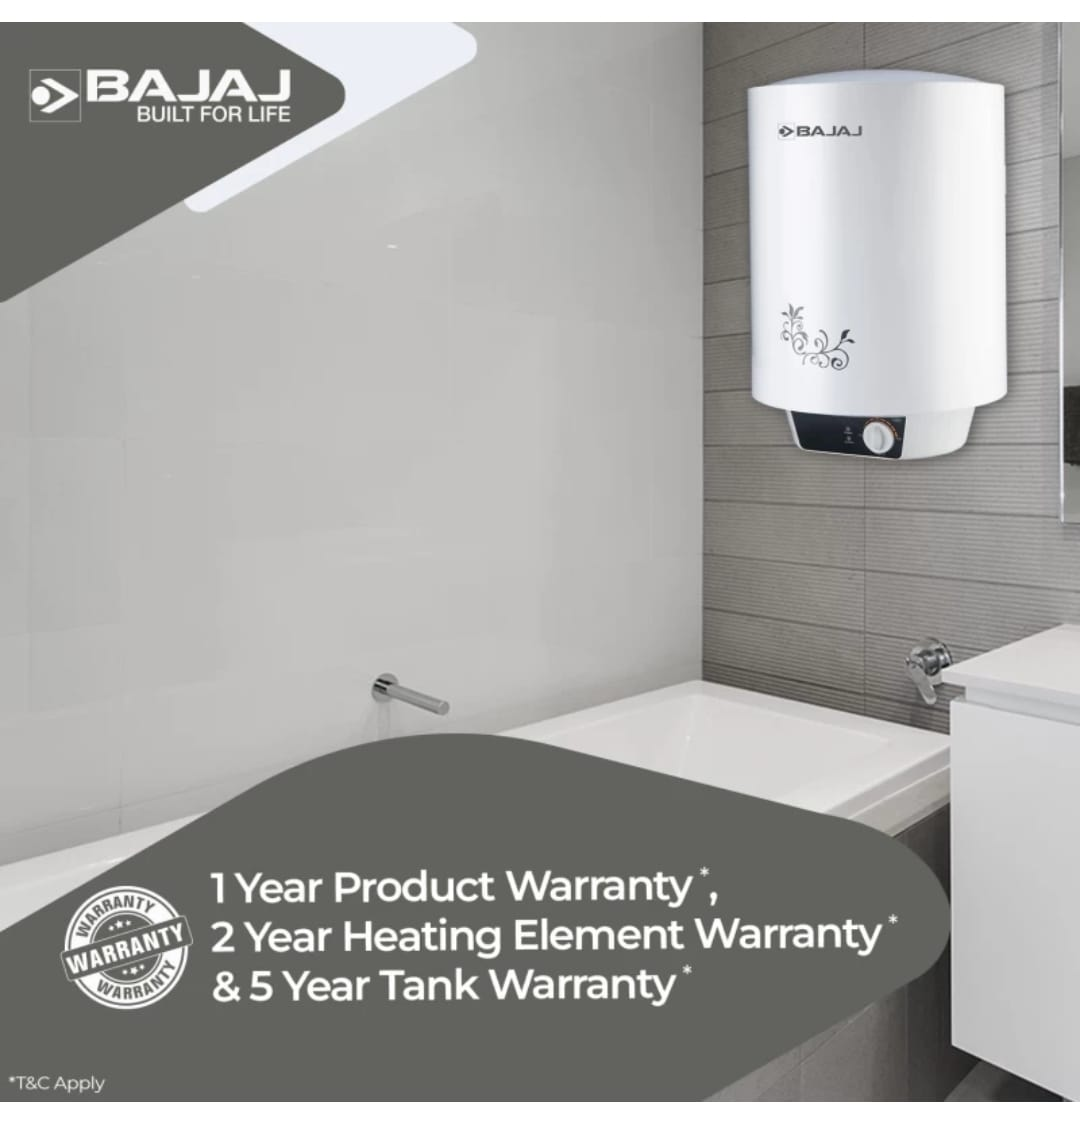 BAJAJ
BUILT FOR LIFE
BAJAJ
1 Year Product Warranty*,
2 Year Heating Element Warranty*
& 5 Year Tank Warranty*
WARRANTY
WARRANTY
WARRANTY
*T&C Apply